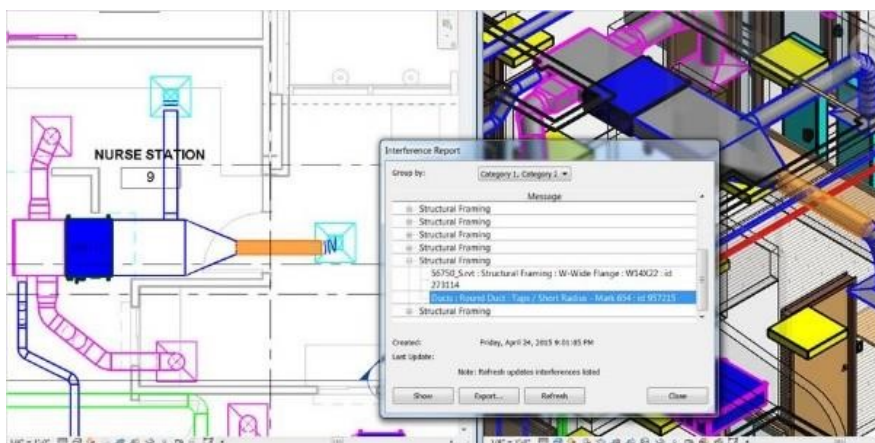 NURSE STATION
9
Interference Report
Group by:
Category 1, Category 2
Message
Structural Framing
Structural Framing
Structural Framing
Structural Framing
Structural Framing
56750_S.rvt : Structural Framing : W-Wide Flange : W14X22 : id
273114
Ducts : Round Duct : Taps / Short Radius - Mark 654 : id 957215
Structural Framing
Created:
Friday, April 24, 2015 9:01:05 PM
Last Update:
Note: Refresh updates interferences listed
Show
Export...
Refresh
Close